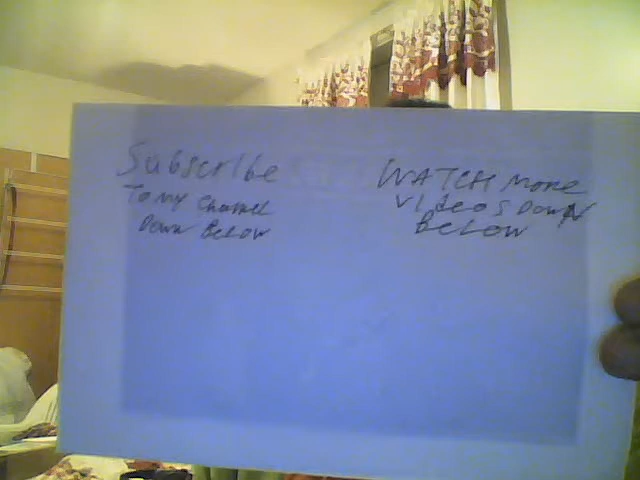 Subscribe
To My Channel
Down Below
WATCH More
Videos Down
Below